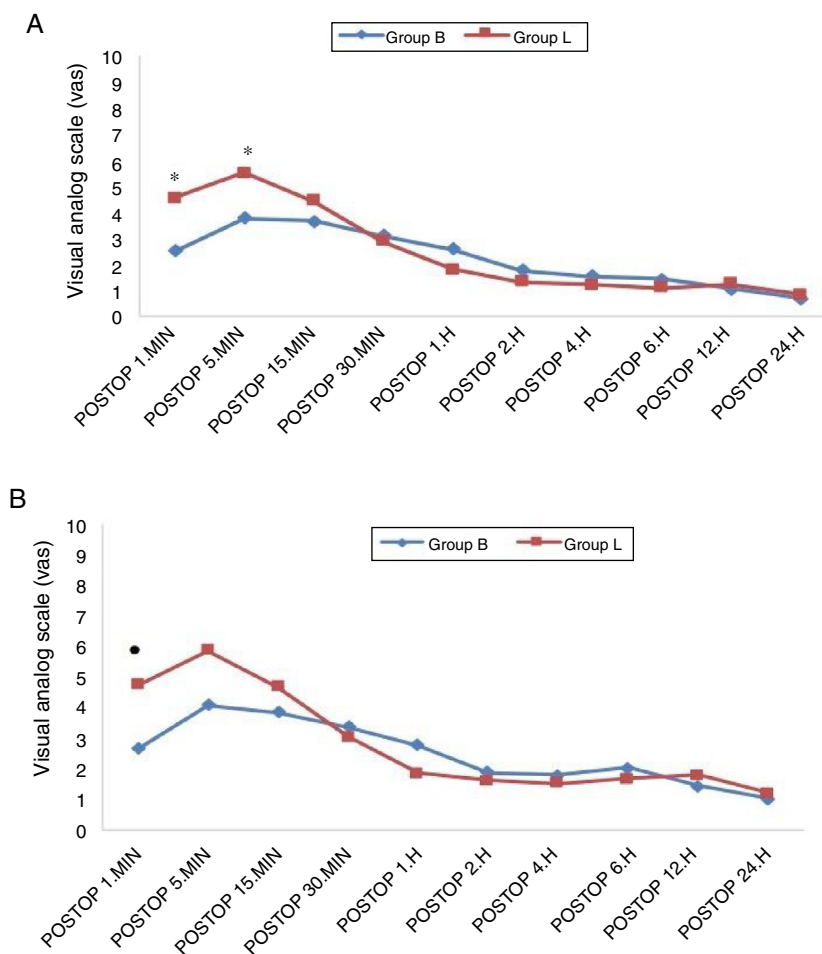 A
Group B Group L
Visual analog scale (vas)
10
9
8
7
6
5
4
3
2
1
0
* *
POSTOP 1.MIN
POSTOP 5.MIN
POSTOP 15.MIN
POSTOP 30.MIN
POSTOP 1.H
POSTOP 2.H
POSTOP 4.H
POSTOP 6.H
POSTOP 12.H
POSTOP 24.H
B
Group B Group L
Visual analog scale (vas)
10
9
8
7
6
5
4
3
2
1
0
POSTOP 1.MIN
POSTOP 5.MIN
POSTOP 15.MIN
POSTOP 30.MIN
POSTOP 1.H
POSTOP 2.H
POSTOP 4.H
POSTOP 6.H
POSTOP 12.H
POSTOP 24.H